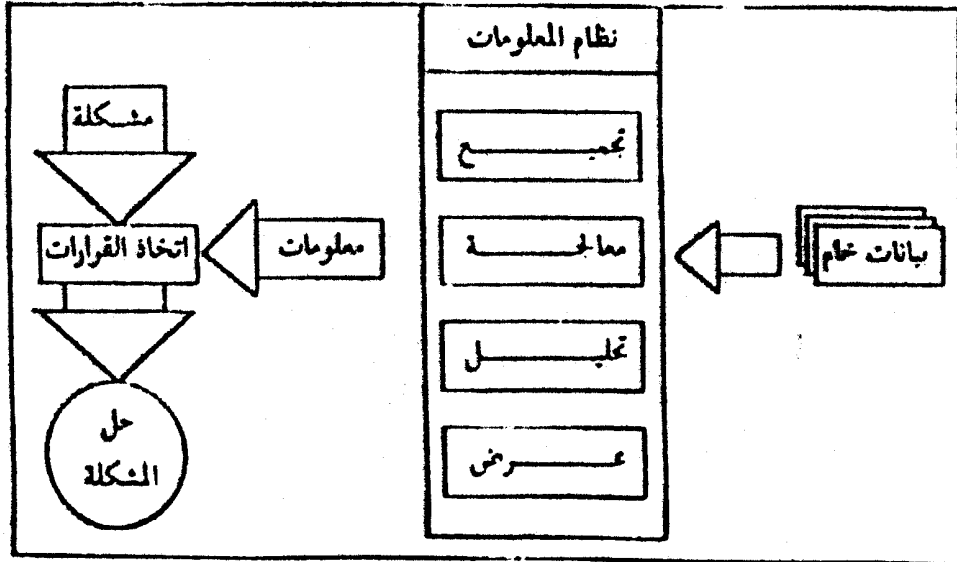 نظام المعلومات
بيانات خام
تجميع
معالجة
تحليل
عرض
معلومات
مشكلة
اتخاذ القرارات
حل
المشكلة